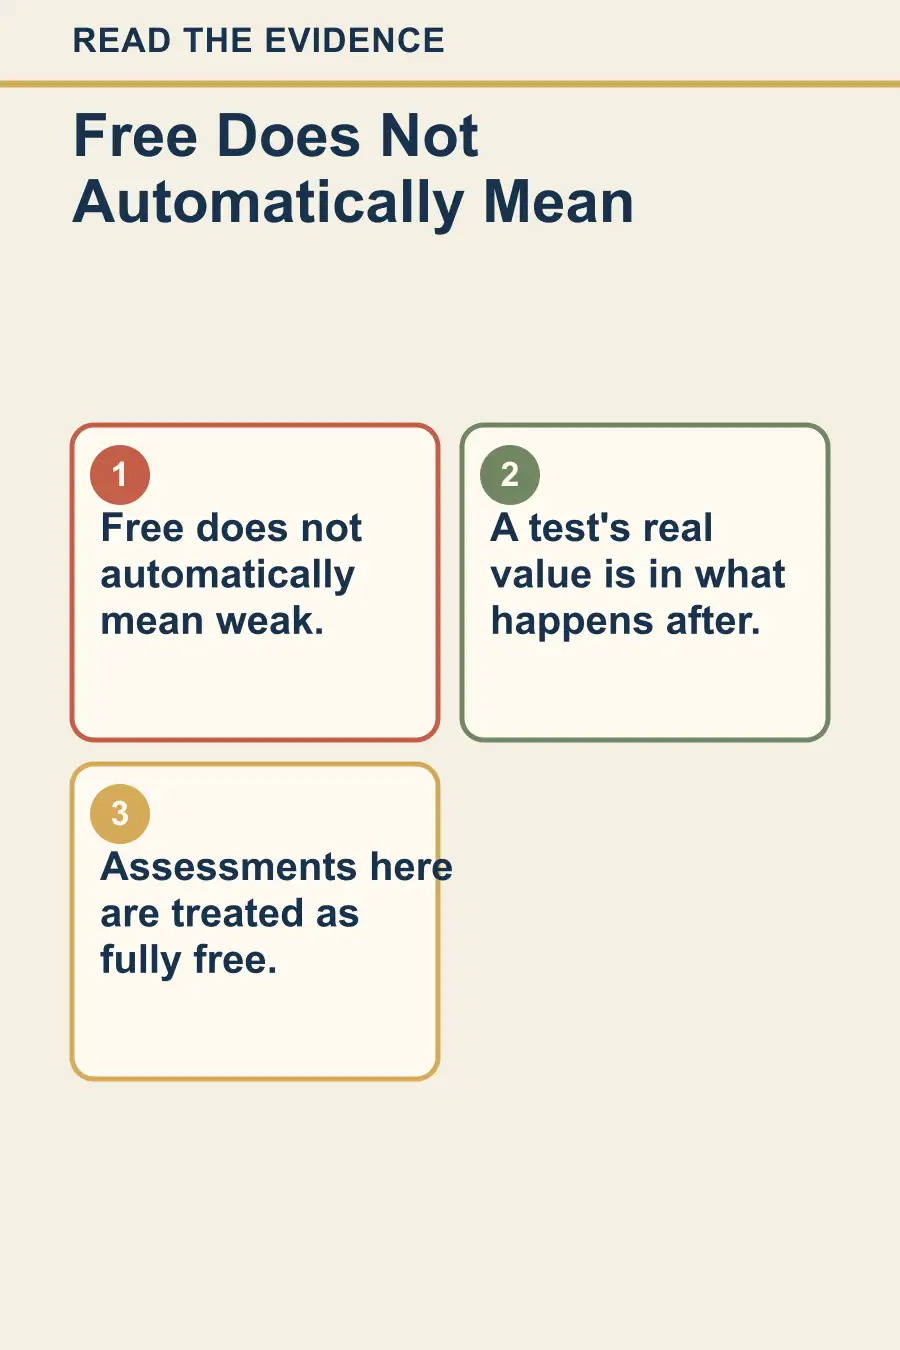 READ THE EVIDENCE
Free Does Not
Automatically Mean
1
Free does not
automatically
mean weak.
2
A test's real
value is in what
happens after.
3
Assessments here
are treated as
fully free.